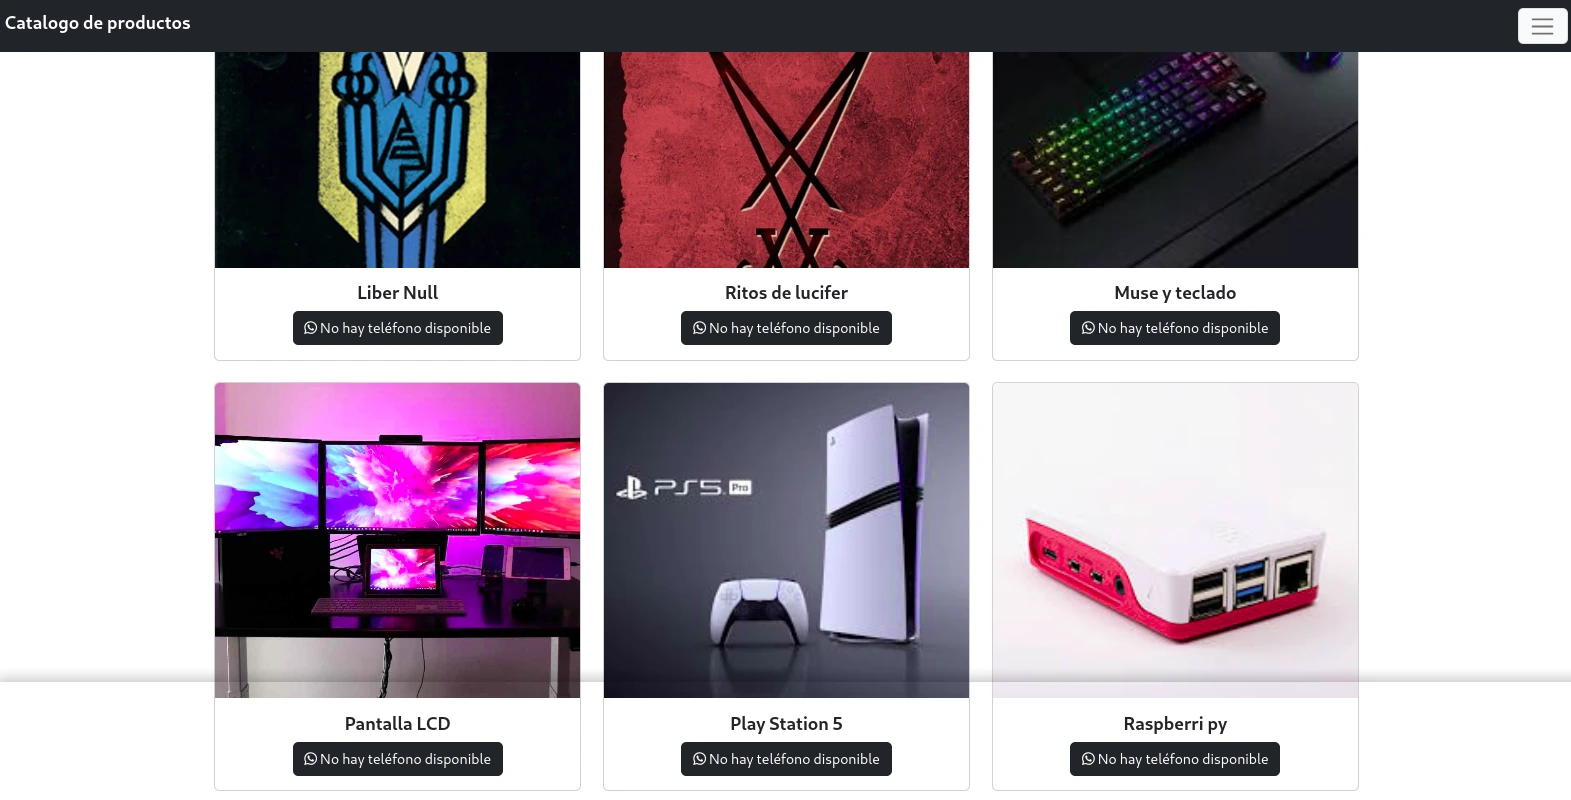 Catalogo de productos
Liber Null
No hay teléfono disponible
Ritos de lucifer
No hay teléfono disponible
Muse y teclado
No hay teléfono disponible
PS5 Pro
Pantalla LCD
No hay teléfono disponible
Play Station 5
No hay teléfono disponible
Raspberri py
No hay teléfono disponible